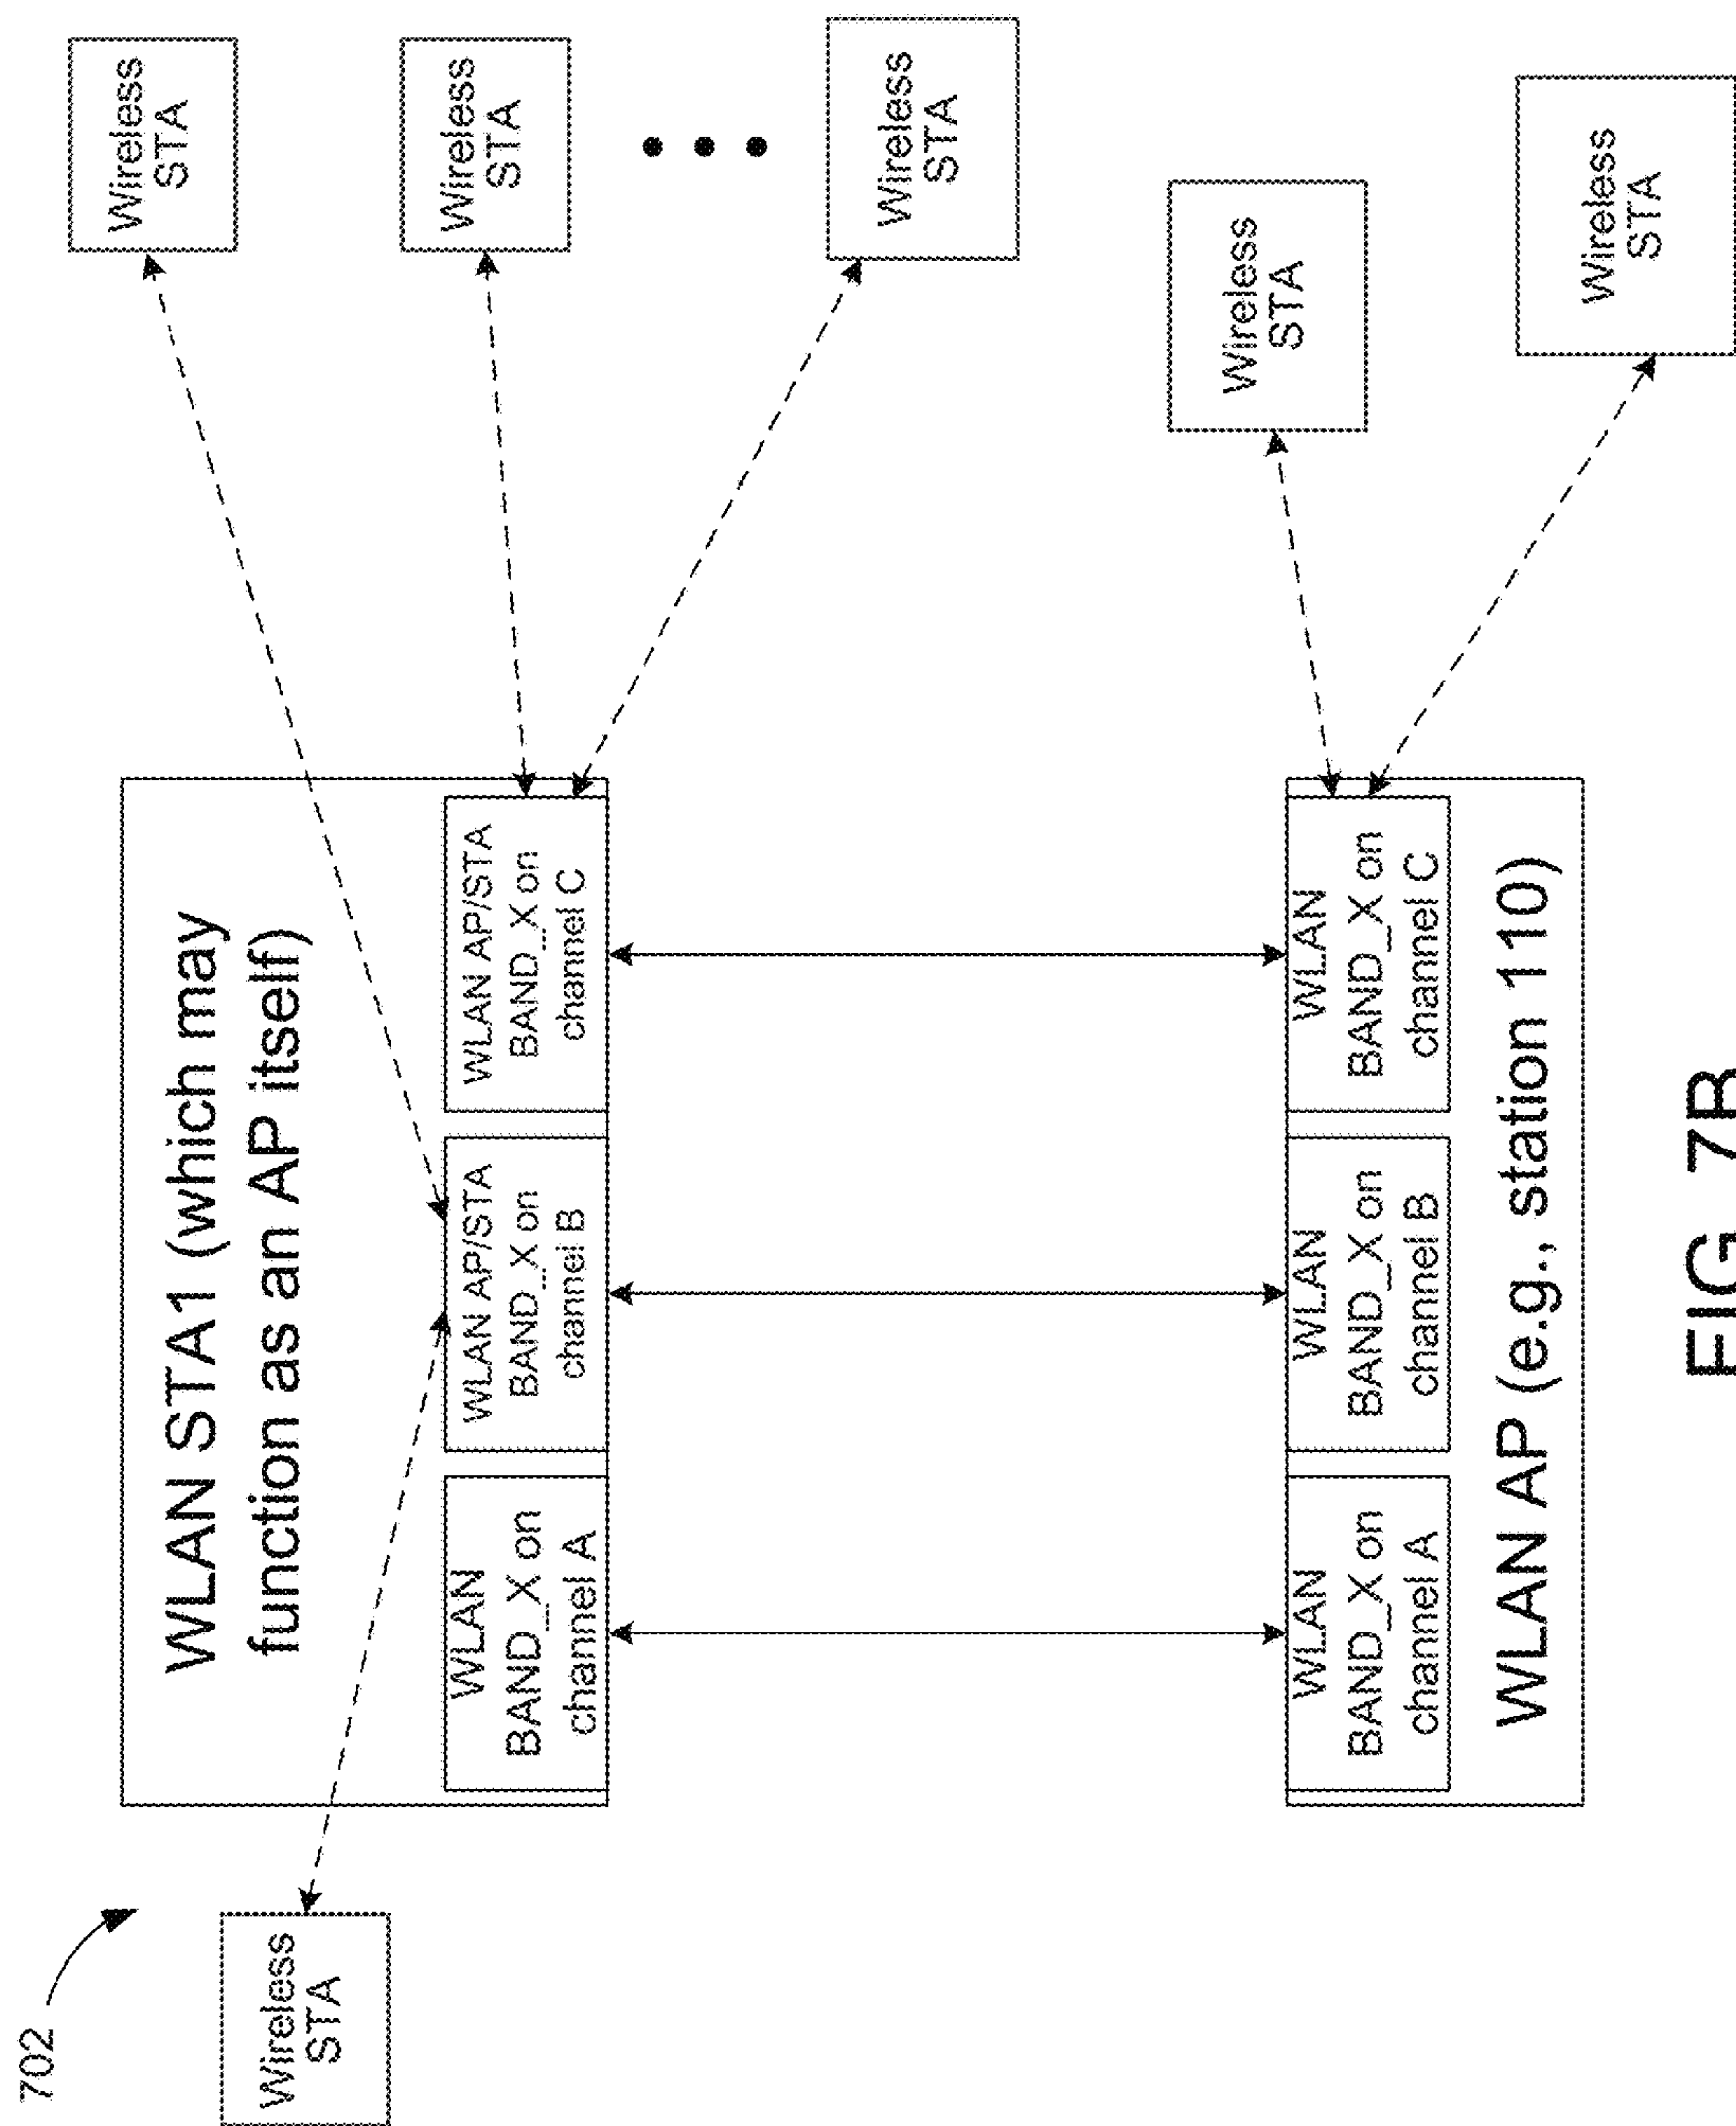 702
Wireless
STA
WLAN STA1 (which may
function as an AP itself)
WLAN
BAND_X on
channel A
WLAN AP/STA
BAND_X on
channel B
WLAN AP/STA
BAND_X on
channel C
Wireless
STA
Wireless
STA
Wireless
STA
WLAN
BAND_X on
channel A
WLAN
BAND_X on
channel B
WLAN
BAND_X on
channel C
WLAN AP (e.g., station 110)
Wireless
STA
Wireless
STA
FIG. 7B